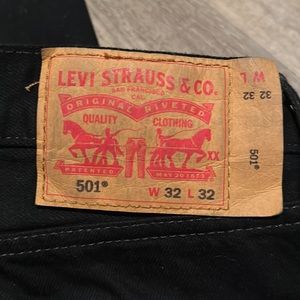 LEVI STRAUSS & CO.
SAN FRANCISCO
CAL
ORIGINAL RIVETED
QUALITY CLOTHING
XX
PATENTED MAY 20 1873
501®
W 32 L 32
W L
32 32
501®